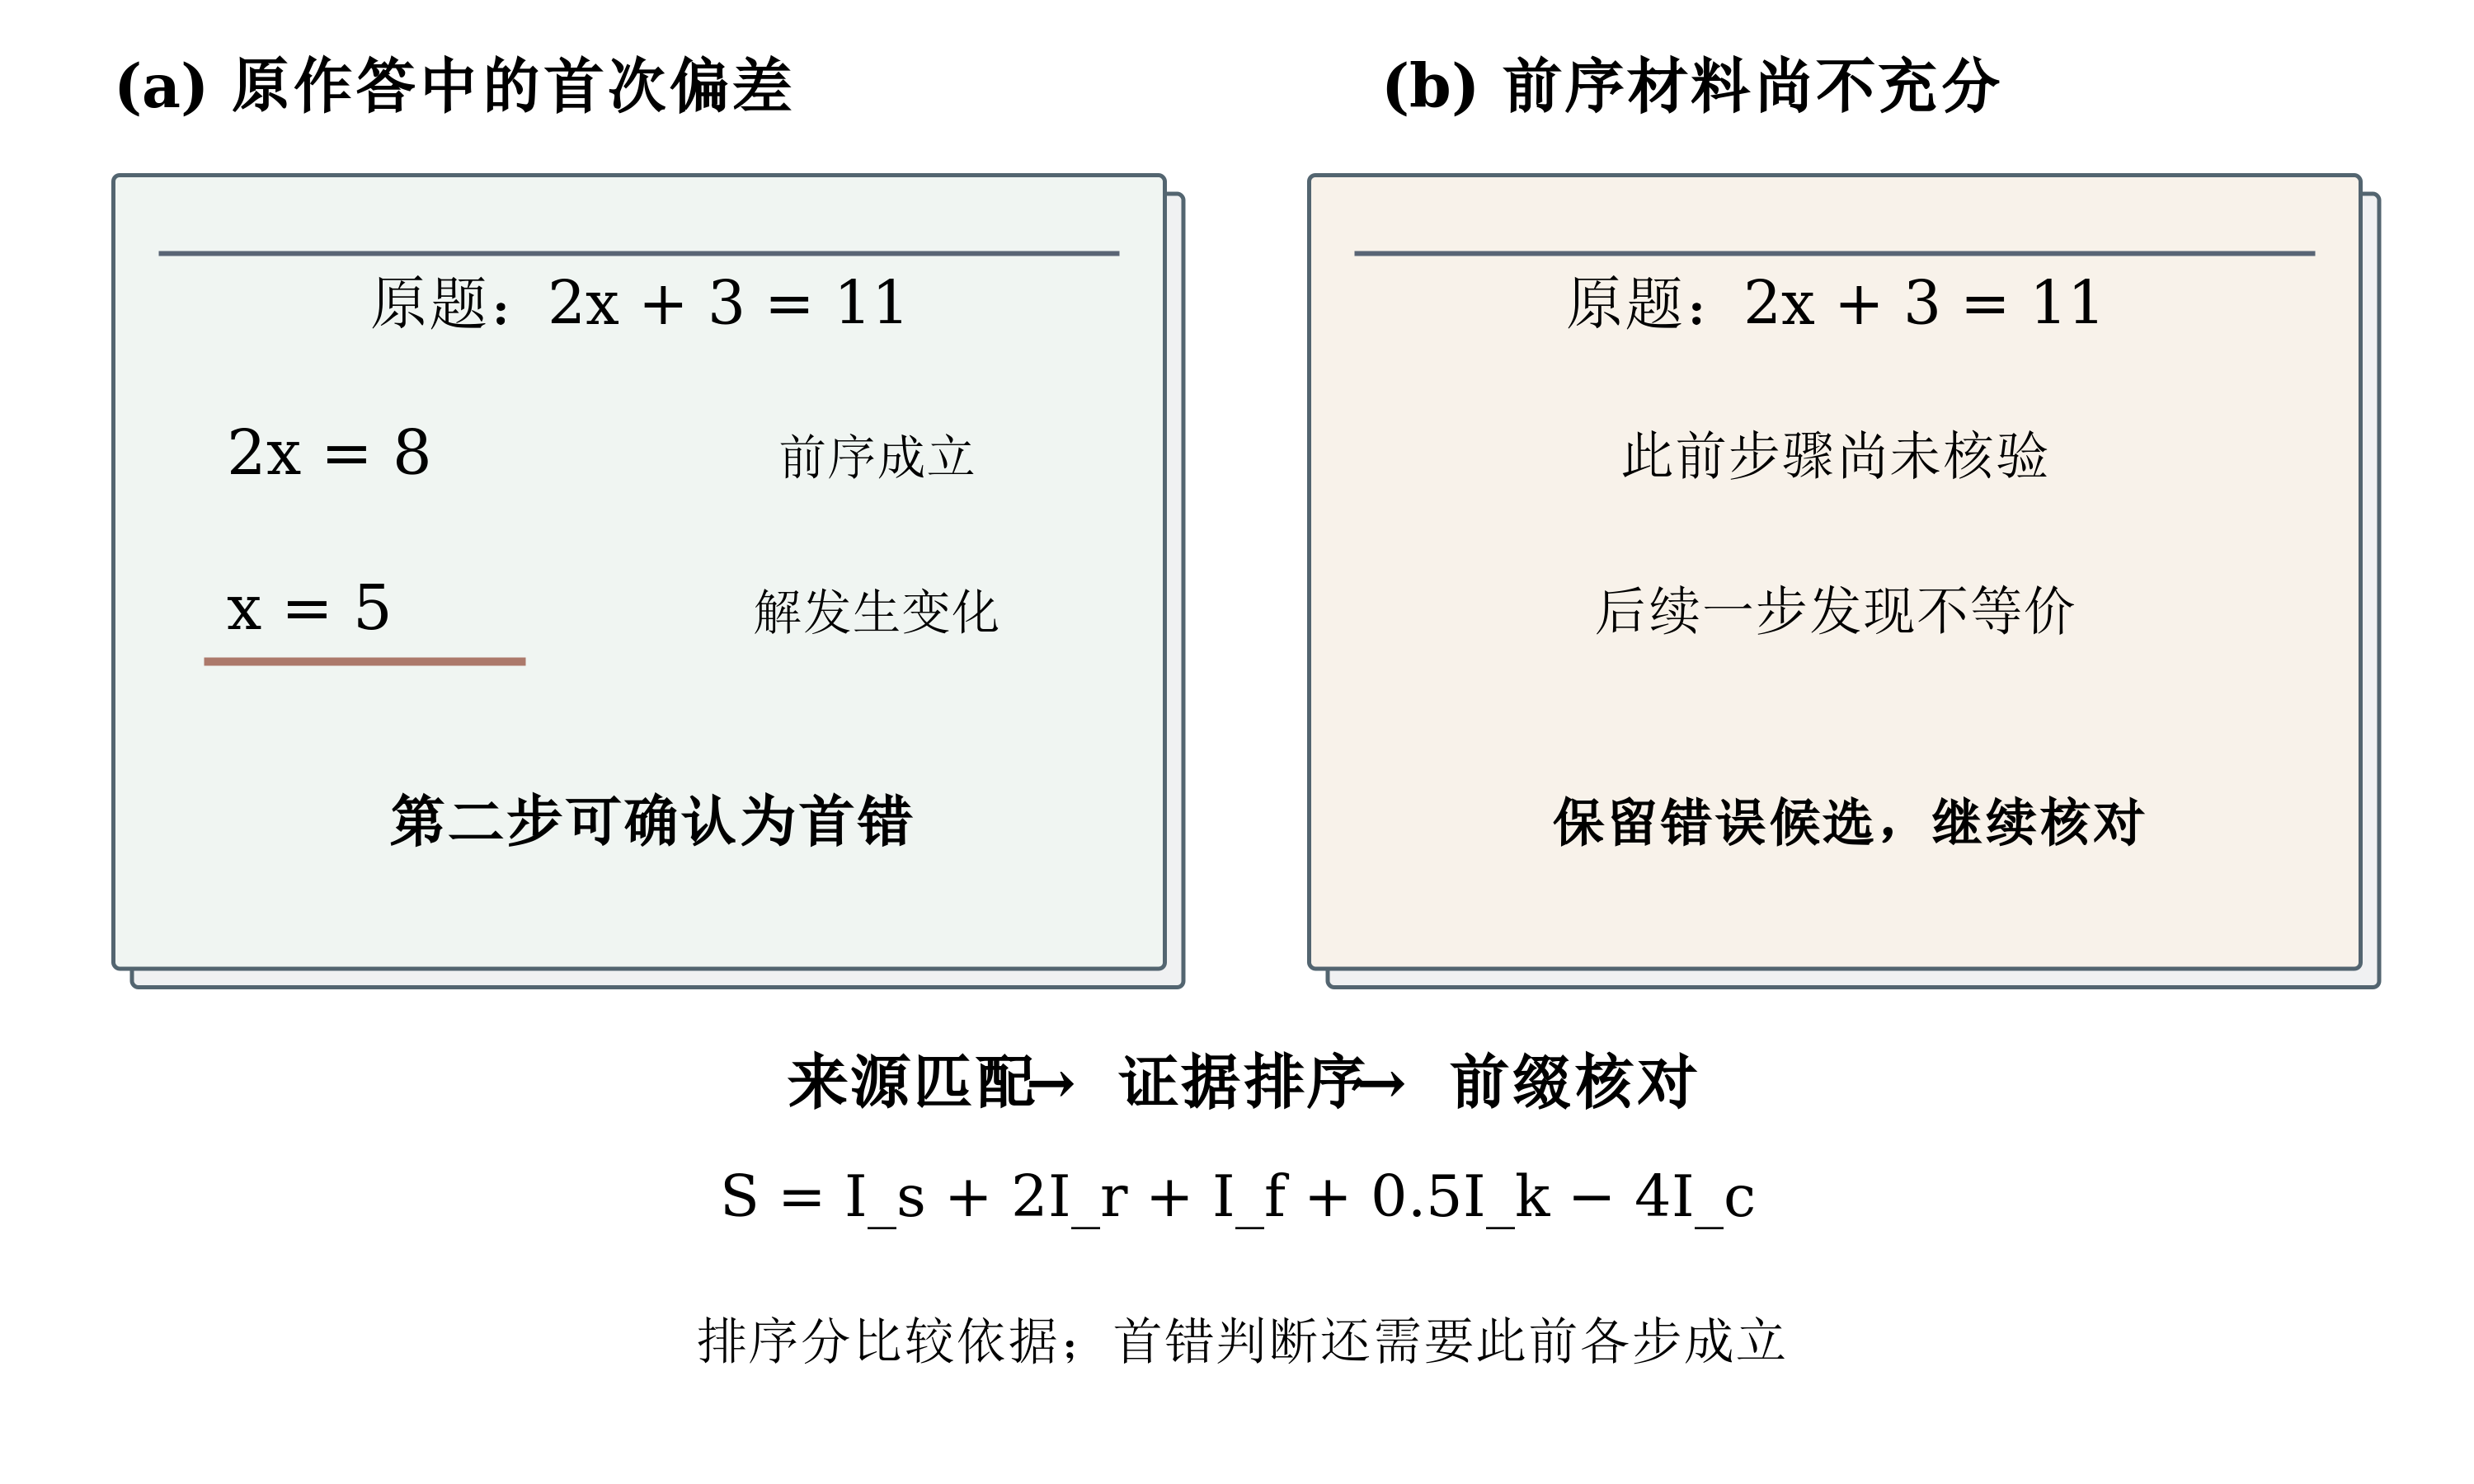 (a) 原作答中的首次偏差
原题：2x + 3 = 11
2x = 8 前序成立
x = 5 解发生变化
第二步可确认为首错
(b) 前序材料尚不充分
原题：2x + 3 = 11
此前步骤尚未核验
后续一步发现不等价
保留错误候选，继续核对
来源匹配→ 证据排序→ 前缀核对
S = I_s + 2I_r + I_f + 0.5I_k − 4I_c
排序分比较依据；首错判断还需要此前各步成立